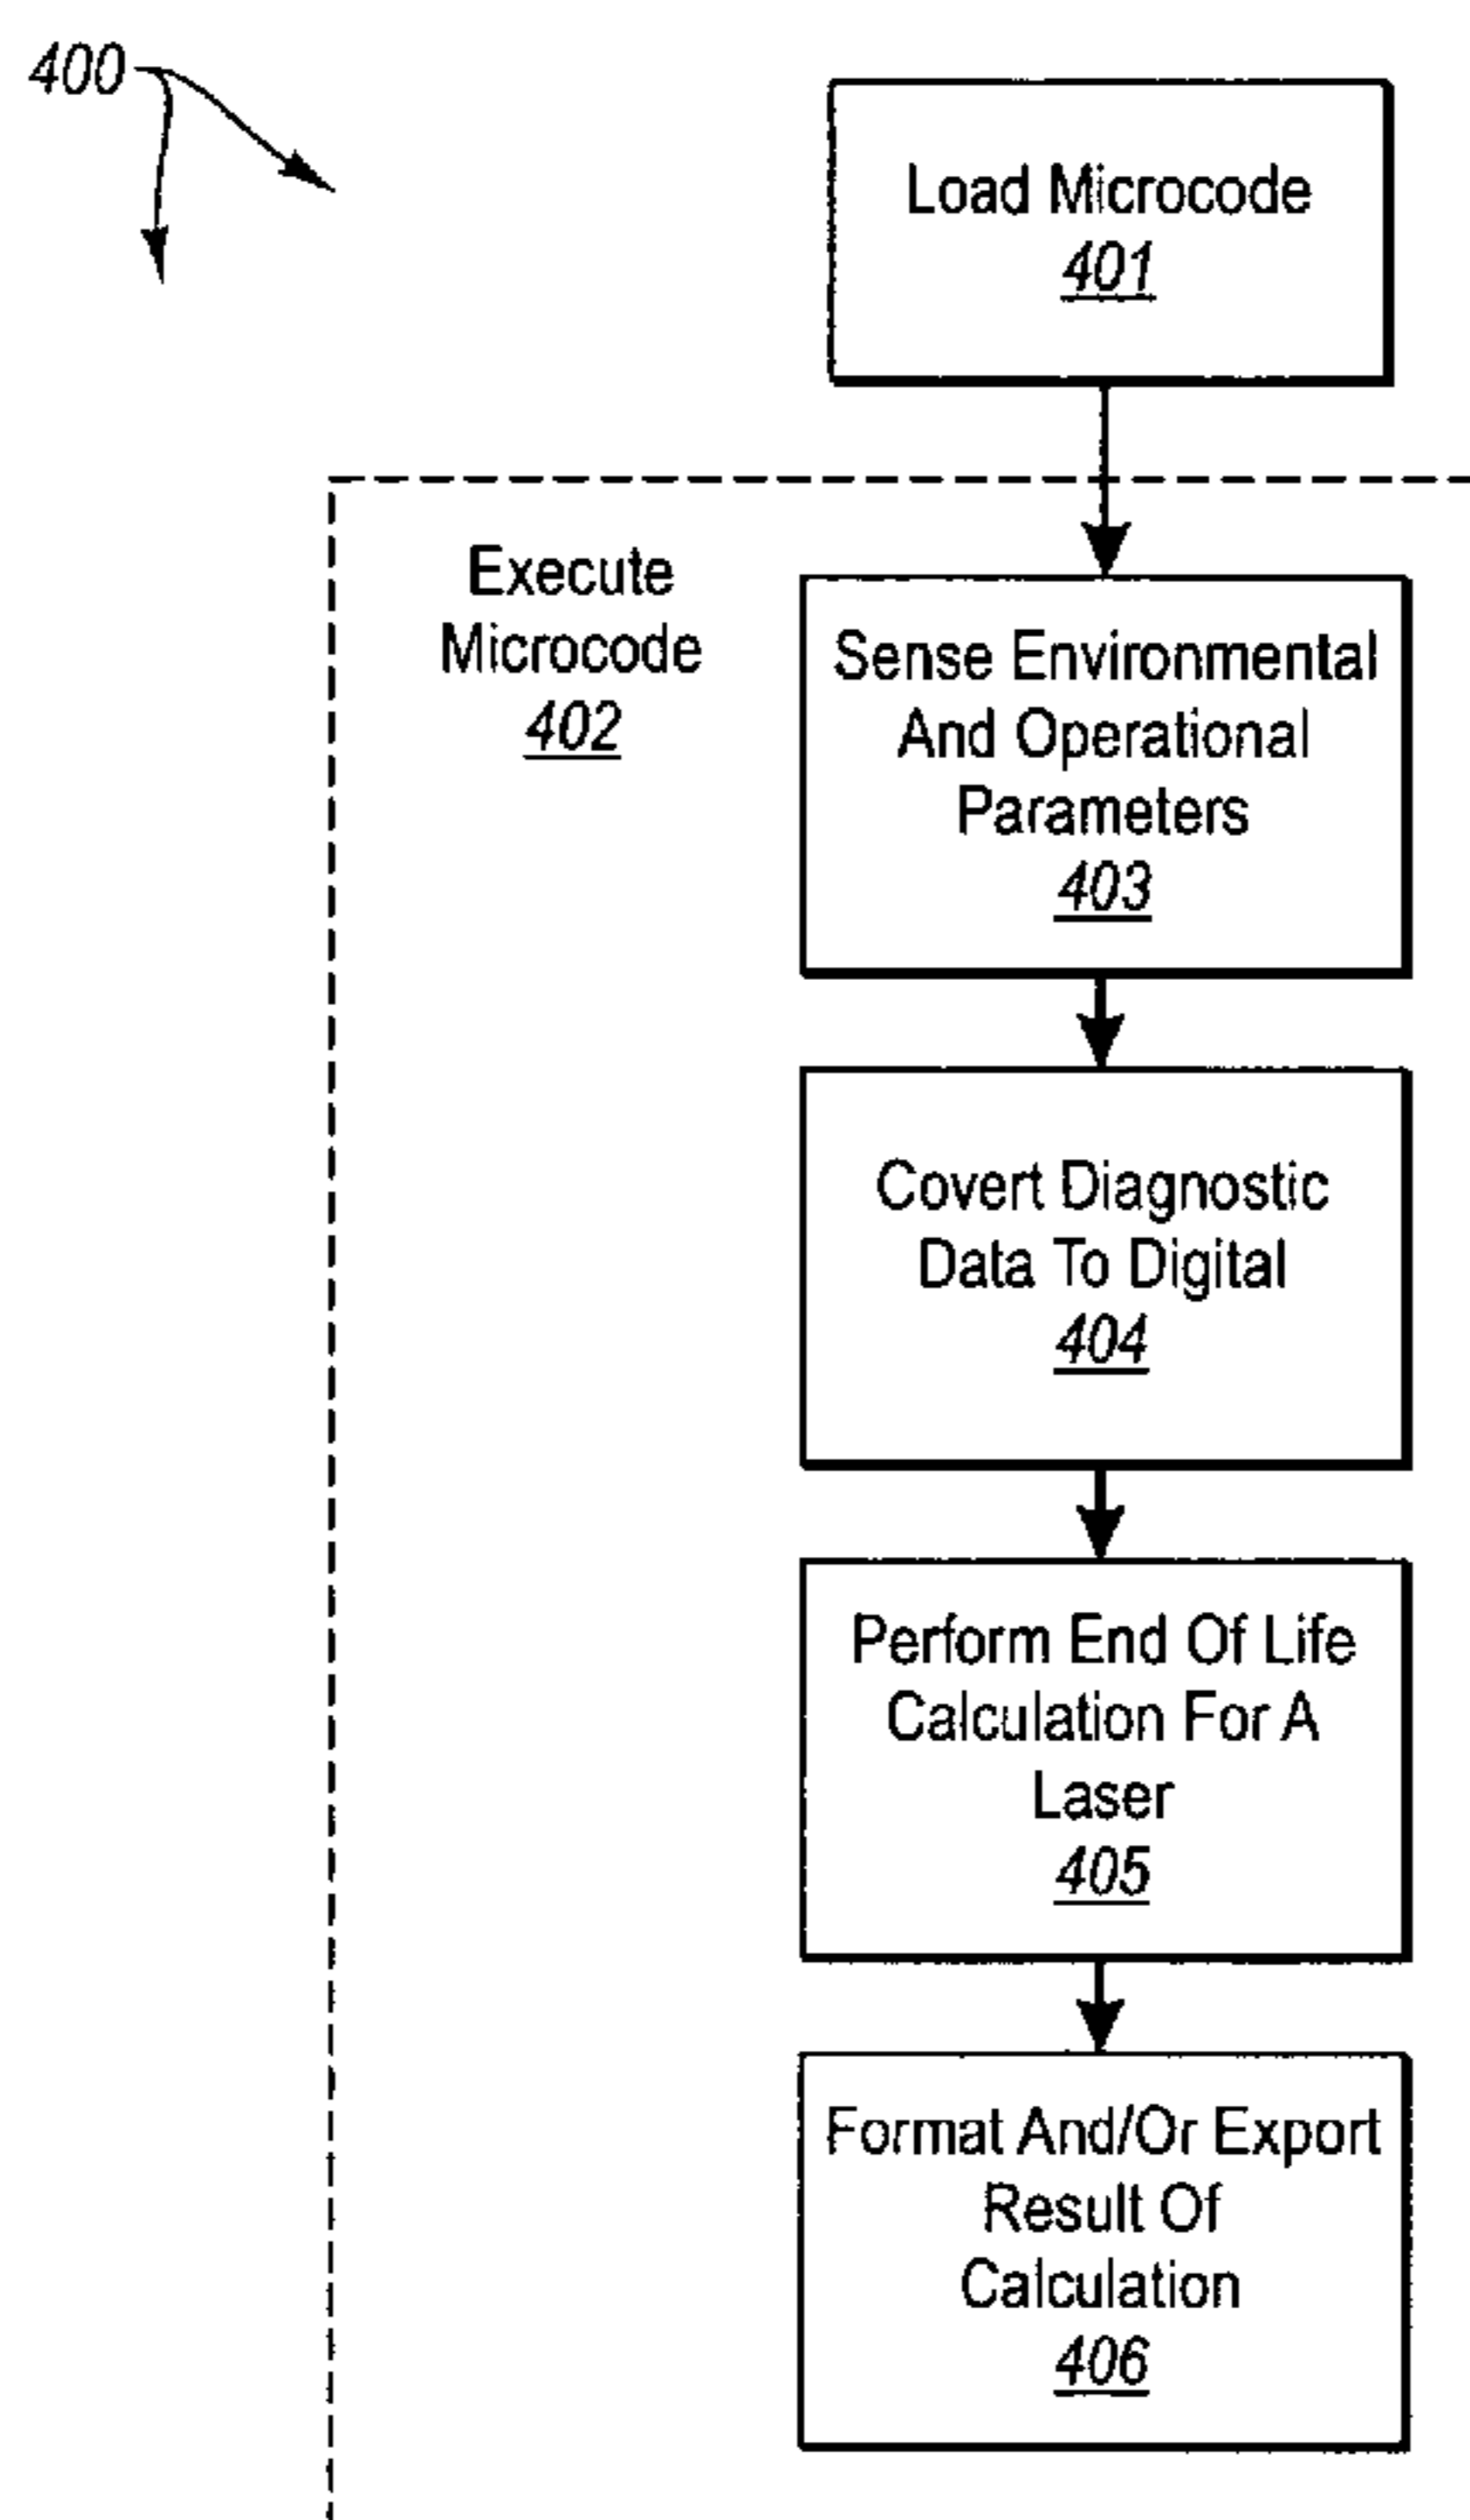 400
Load Microcode
401
Execute
Microcode
402
Sense Environmental
And Operational
Parameters
403
Covert Diagnostic
Data To Digital
404
Perform End Of Life
Calculation For A
Laser
405
Format And/Or Export
Result Of
Calculation
406